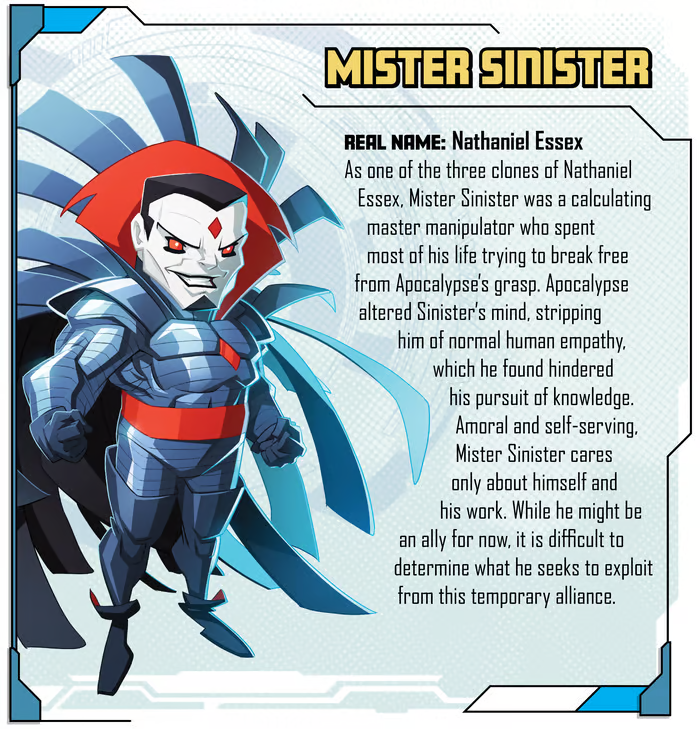 MISTER SINISTER
REAL NAME: Nathaniel Essex
As one of the three clones of Nathaniel
Essex, Mister Sinister was a calculating
master manipulator who spent
most of his life trying to break free
from Apocalypse's grasp. Apocalypse
altered Sinister's mind, stripping
him of normal human empathy,
which he found hindered
his pursuit of knowledge.
Amoral and self-serving,
Mister Sinister cares
only about himself and
his work. While he might be
an ally for now, it is difficult to
determine what he seeks to exploit
from this temporary alliance.